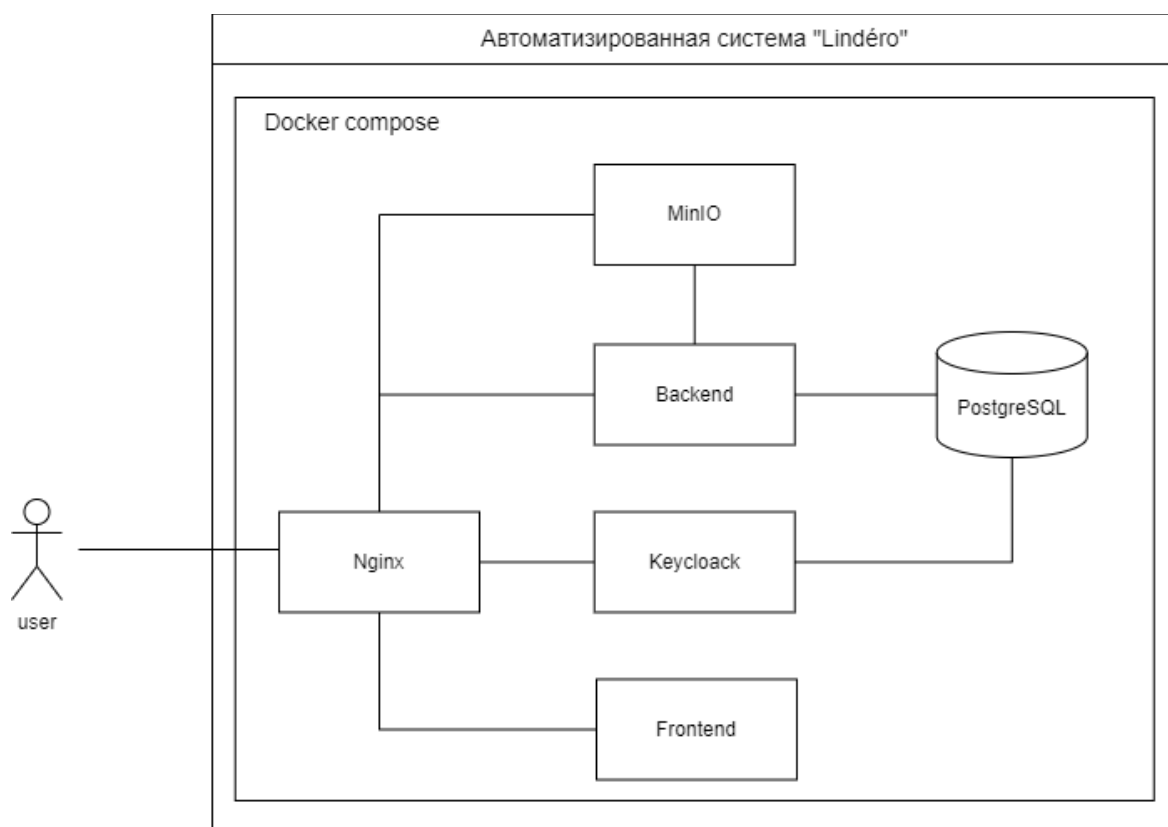 Автоматизированная система "Lindéro"
Docker compose
MinIO
Backend
PostgreSQL
Nginx
Keycloack
user
Frontend